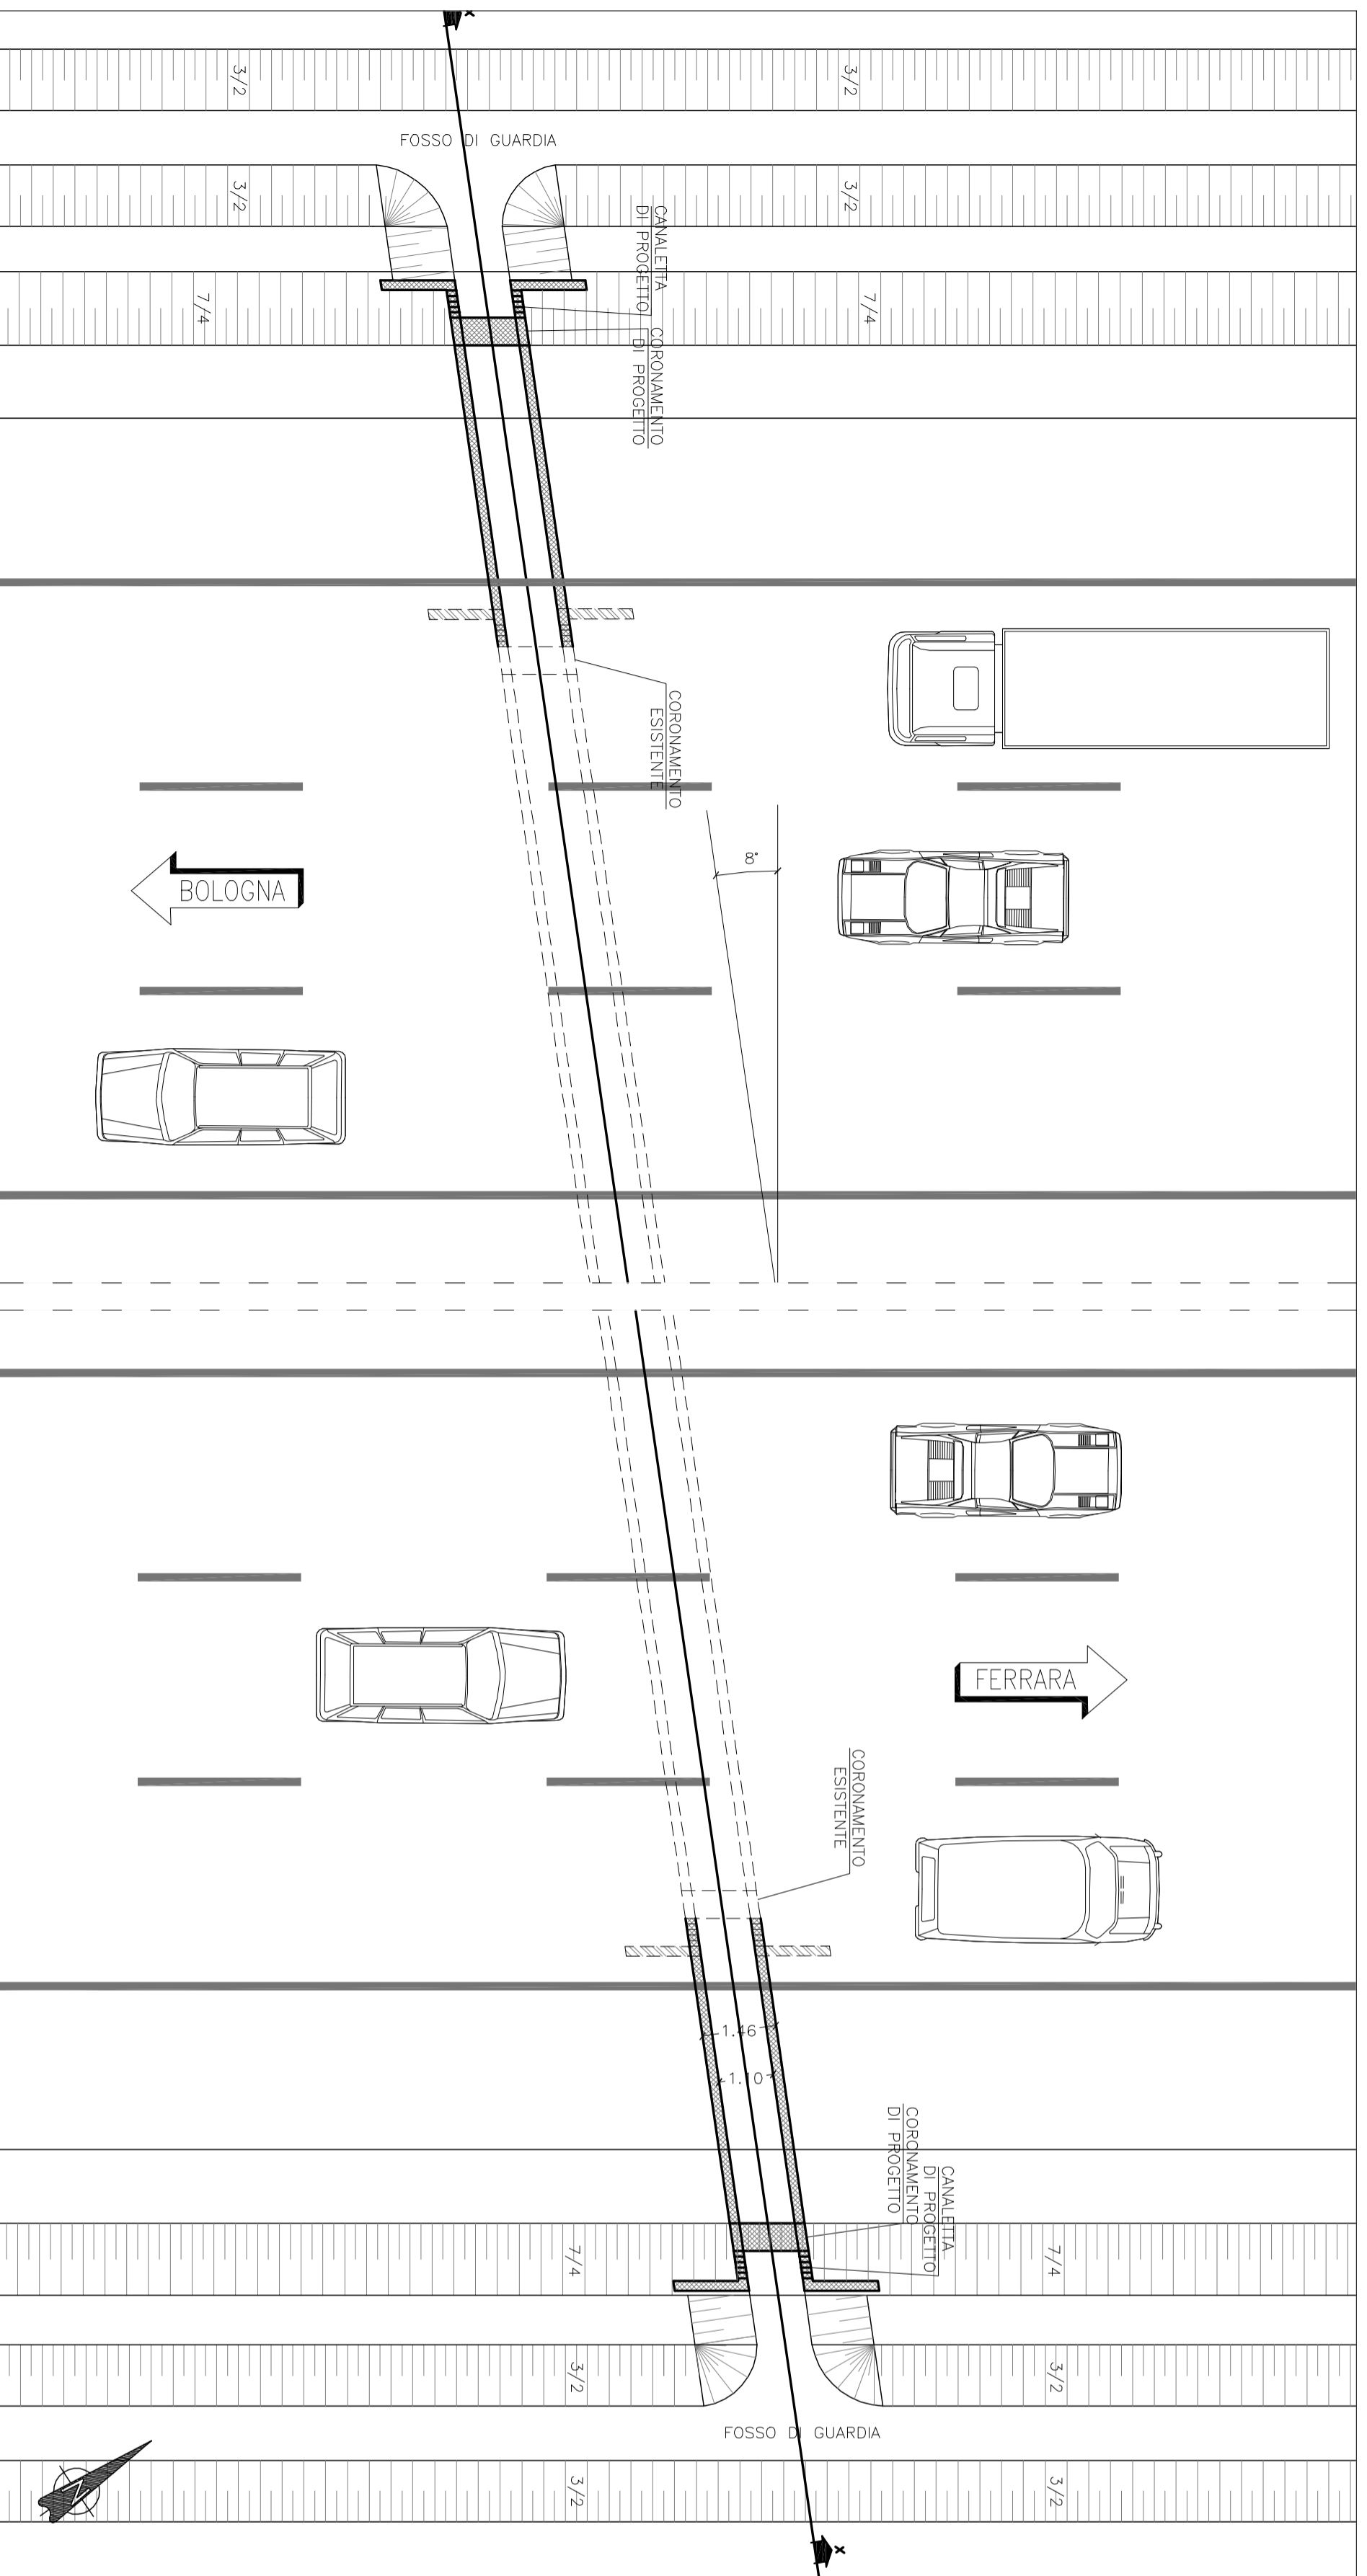 x
3/2
3/2
FOSSO DI GUARDIA
3/2
3/2
CANALETTA
DI PROGETTO
7/4
7/4
CORONAMENTO
DI PROGETTO
CORONAMENTO
ESISTENTE
8°
BOLOGNA
FERRARA
CORONAMENTO
ESISTENTE
1.46
1.10
CORONAMENTO
DI PROGETTO
CANALETTA
DI PROGETTO
7/4
7/4
3/2
3/2
FOSSO DI GUARDIA
3/2
3/2
N
x